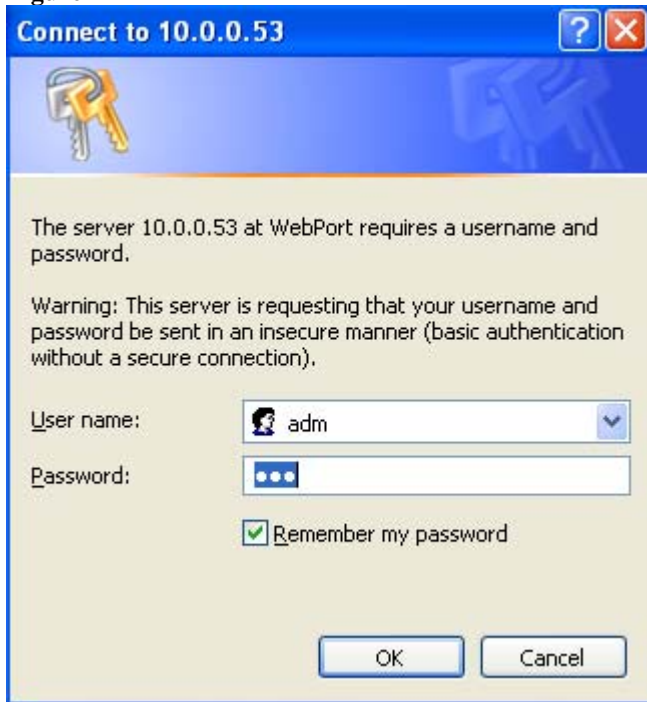 Connect to 10.0.0.53
The server 10.0.0.53 at WebPort requires a username and
password.
Warning: This server is requesting that your username and
password be sent in an insecure manner (basic authentication
without a secure connection).
User name: adm
Password: •••
Remember my password
OK Cancel